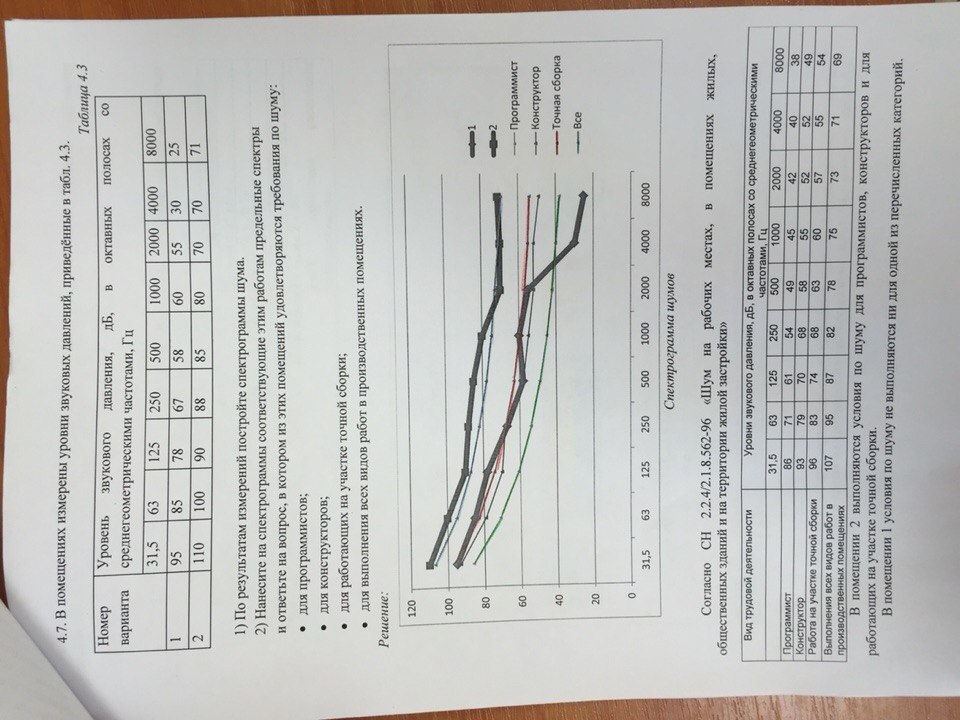 4.7. В помещениях измерены уровни звуковых давлений, приведённые в табл. 4.3.
Таблица 4.3
Номер варианта | Уровень звукового давления, дБ, в октавных полосах со среднегеометрическими частотами, Гц
31,5 | 63 | 125 | 250 | 500 | 1000 | 2000 | 4000 | 8000
1 | 95 | 85 | 78 | 67 | 58 | 60 | 55 | 30 | 25
2 | 110 | 100 | 90 | 88 | 85 | 80 | 70 | 70 | 71
1) По результатам измерений постройте спектрограммы шума.
2) Нанесите на спектрограммы соответствующие этим работам предельные спектры
и ответьте на вопрос, в котором из этих помещений удовлетворяются требования по шуму:
• для программистов;
• для конструкторов;
• для работающих на участке точной сборки;
• для выполнения всех видов работ в производственных помещениях.
Решение:
120
100
80
60
40
20
0
31,5 63 125 250 500 1000 2000 4000 8000
1
2
Программист
Конструктор
Точная сборка
Все
Спектрограмма шумов
Согласно СН 2.2.4/2.1.8.562-96 «Шум на рабочих местах, в помещениях жилых,
общественных зданий и на территории жилой застройки»
Вид трудовой деятельности | Уровни звукового давления, дБ, в октавных полосах со среднегеометрическими частотами, Гц
31,5 | 63 | 125 | 250 | 500 | 1000 | 2000 | 4000 | 8000
Программист | 86 | 71 | 61 | 54 | 49 | 45 | 42 | 40 | 38
Конструктор | 93 | 79 | 70 | 68 | 58 | 55 | 52 | 52 | 49
Работа на участке точной сборки | 96 | 83 | 74 | 68 | 63 | 60 | 57 | 55 | 54
Выполнения всех видов работ в производственных помещениях | 107 | 95 | 87 | 82 | 78 | 75 | 73 | 71 | 69
В помещении 2 выполняются условия по шуму для программистов, конструкторов и для
работающих на участке точной сборки.
В помещении 1 условия по шуму не выполняются ни для одной из перечисленных категорий.